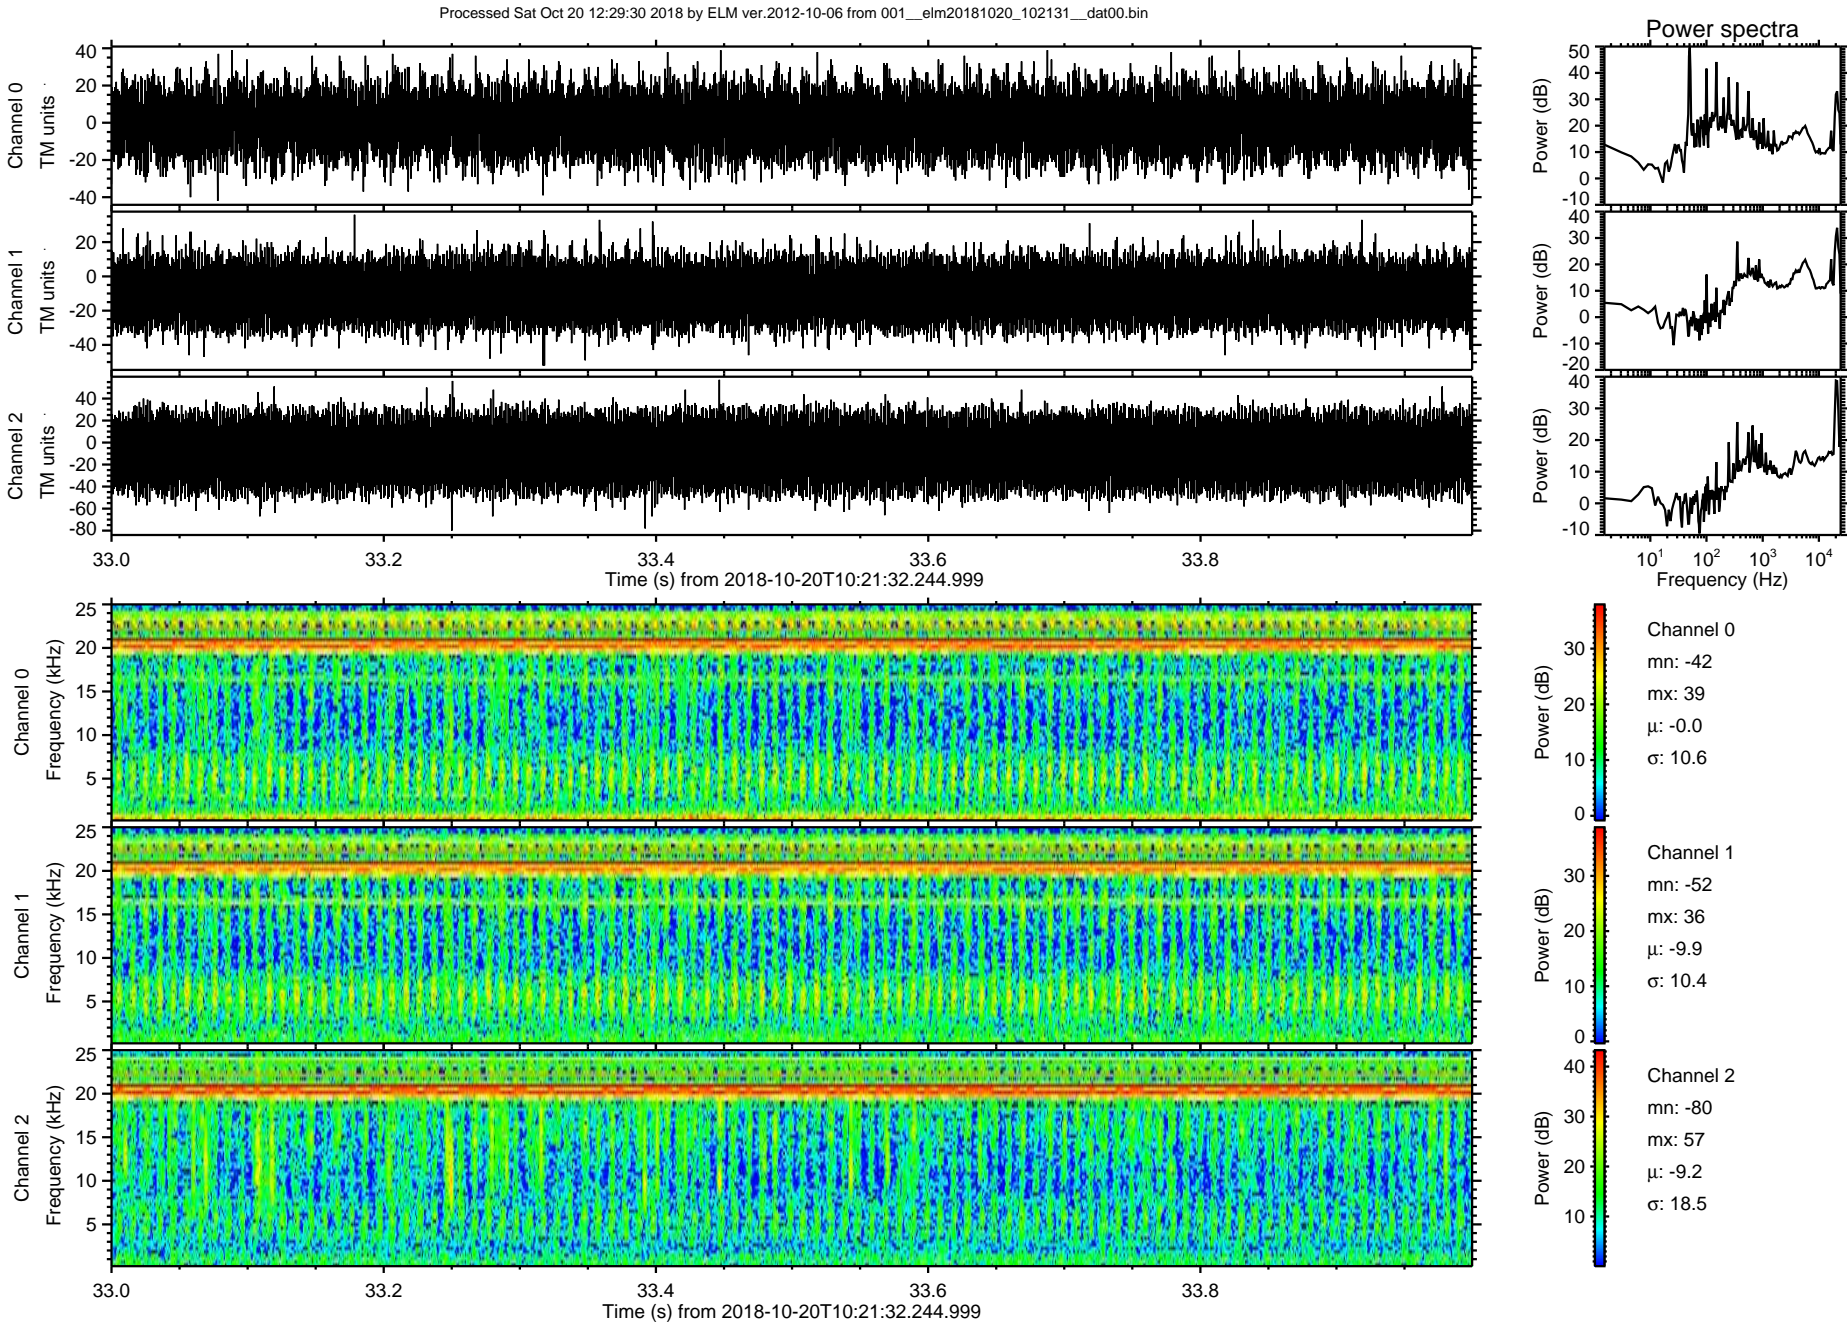 Processed Sat Oct 20 12:29:30 2018 by ELM ver.2012-10-06 from 001__elm20181020_102131__dat00.bin
Power spectra
Channel 0
TM units
40
20
0
-20
-40
Power (dB)
50
40
30
20
10
0
-10
Channel 1
TM units
20
0
-20
-40
Power (dB)
40
30
20
10
0
-10
-20
Channel 2
TM units
40
20
0
-20
-40
-60
-80
Power (dB)
40
30
20
10
0
-10
33.0 33.2 33.4 33.6 33.8
Time (s) from 2018-10-20T10:21:32.244.999
10^1 10^2 10^3 10^4
Frequency (Hz)
Channel 0
Frequency (kHz)
25
20
15
10
5
Power (dB)
30
20
10
0
Channel 0
mn: -42
mx: 39
μ: -0.0
σ: 10.6
Channel 1
Frequency (kHz)
25
20
15
10
5
Power (dB)
30
20
10
0
Channel 1
mn: -52
mx: 36
μ: -9.9
σ: 10.4
Channel 2
Frequency (kHz)
25
20
15
10
5
Power (dB)
40
30
20
10
Channel 2
mn: -80
mx: 57
μ: -9.2
σ: 18.5
33.0 33.2 33.4 33.6 33.8
Time (s) from 2018-10-20T10:21:32.244.999